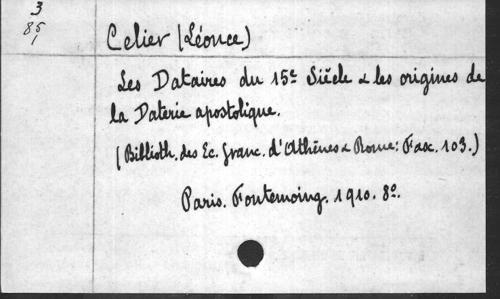 3
85
1
Celier (Léonce)
Les Dataires du 15e Siècle & les origines de
la Daterie apostolique.
(Biblioth. des Ec. franc. d'Athènes & Rome: Fasc. 103.)
Paris. Fontemoing. 1910. 8o.